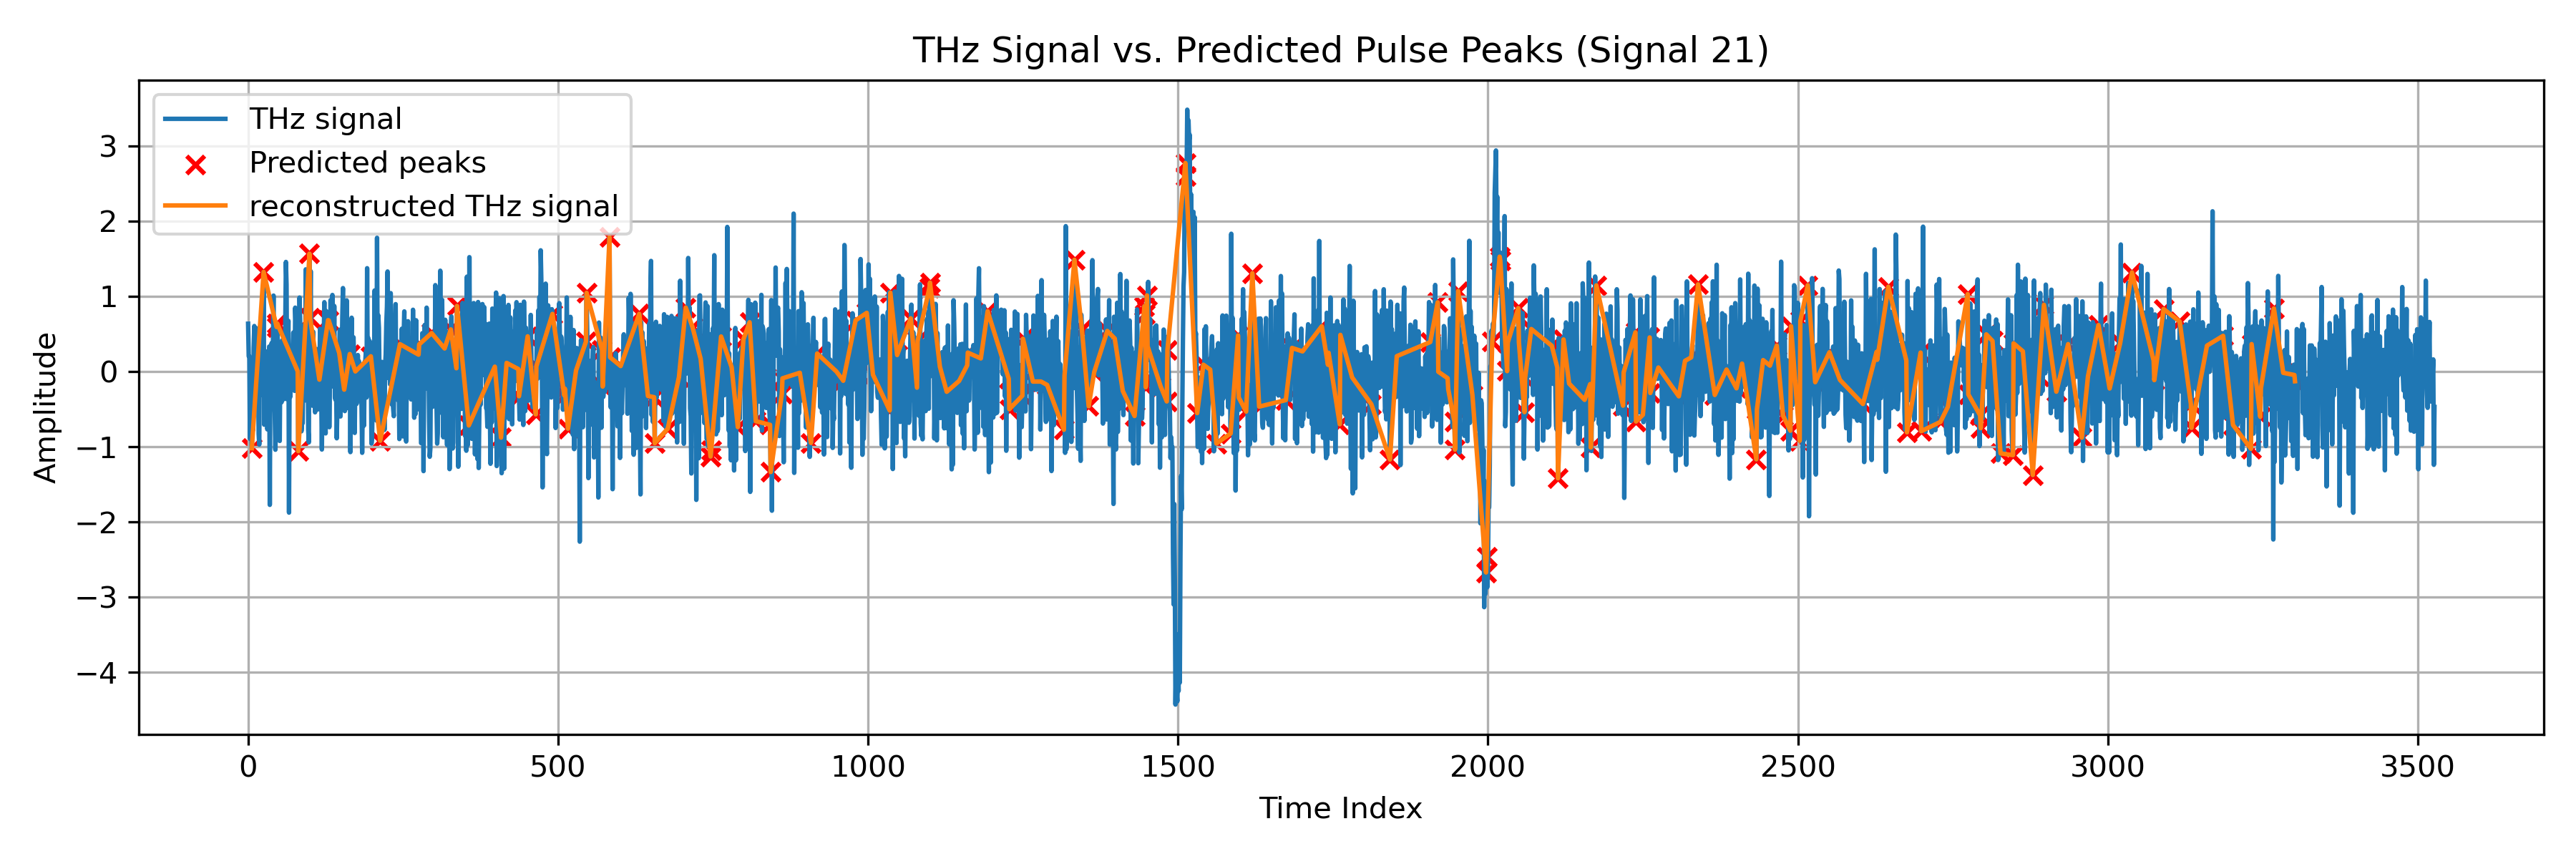 THz Signal vs. Predicted Pulse Peaks (Signal 21)
THz signal
Predicted peaks
reconstructed THz signal
3
2
1
0
−1
−2
−3
−4
Amplitude
0 500 1000 1500 2000 2500 3000 3500
Time Index